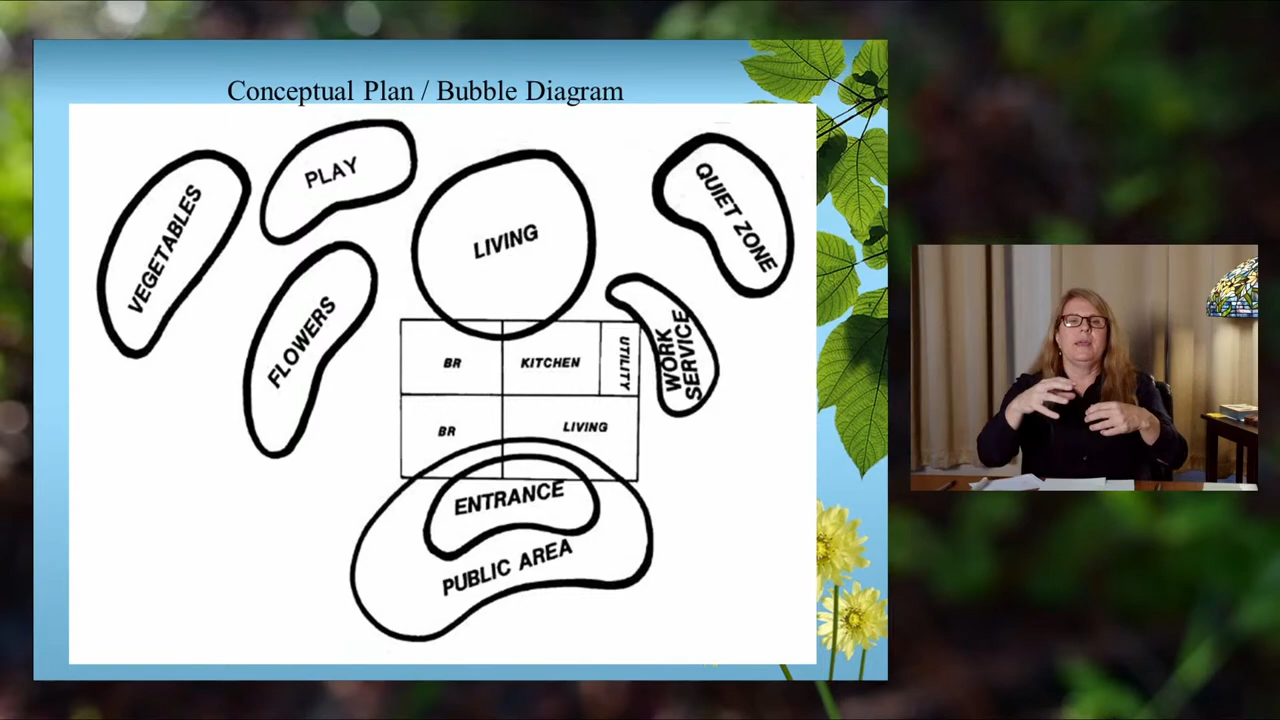 Conceptual Plan / Bubble Diagram
VEGETABLES
PLAY
LIVING
QUIET ZONE
FLOWERS
WORK
SERVICE
BR
KITCHEN
UTILITY
BR
LIVING
ENTRANCE
PUBLIC AREA